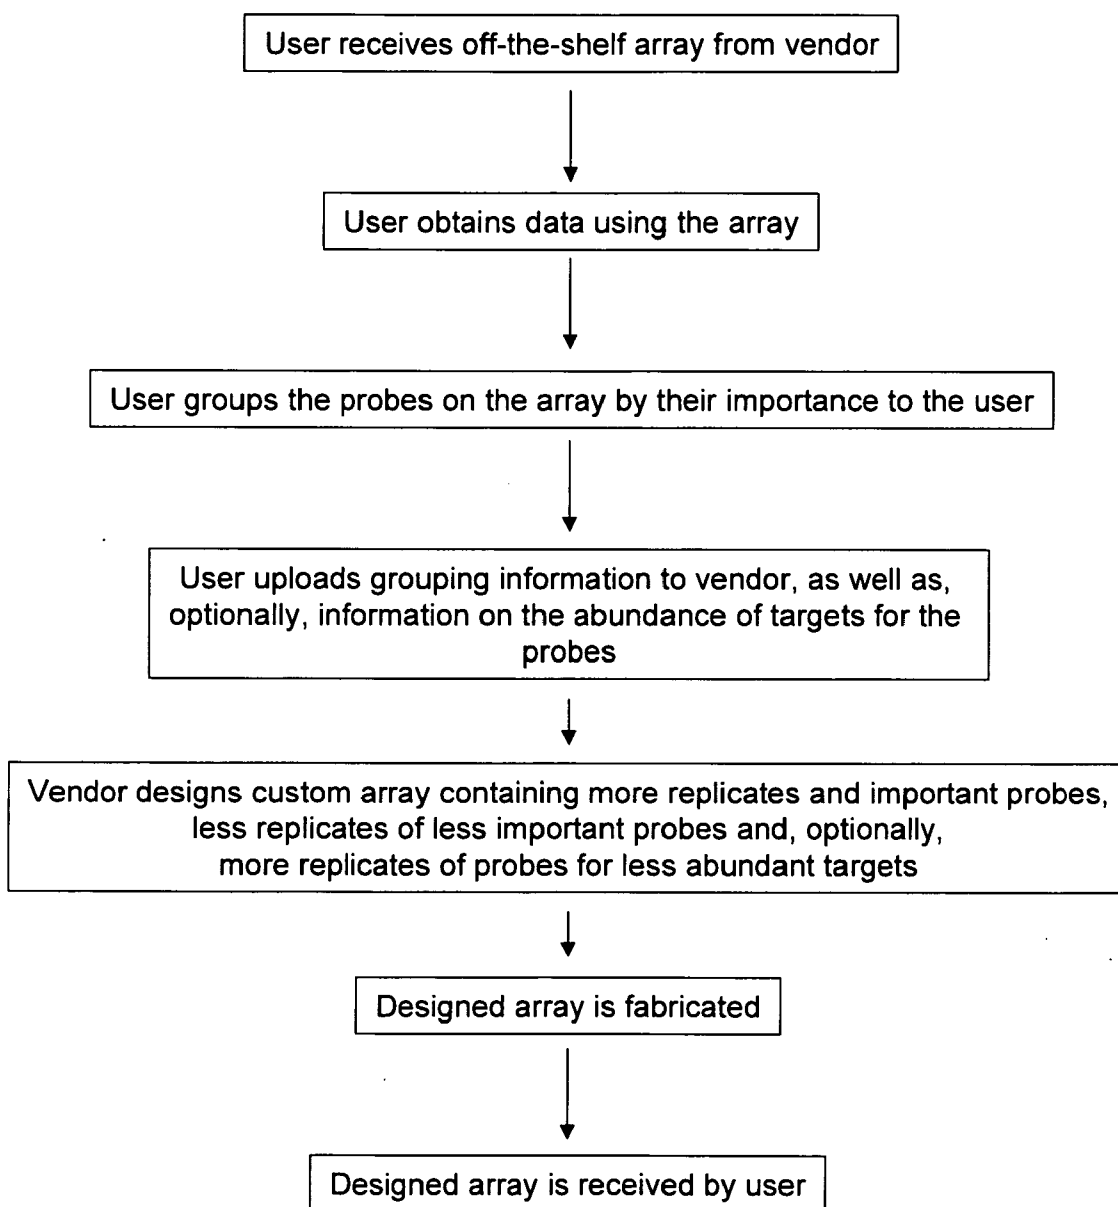 User receives off-the-shelf array from vendor
User obtains data using the array
User groups the probes on the array by their importance to the user
User uploads grouping information to vendor, as well as,
optionally, information on the abundance of targets for the
probes
Vendor designs custom array containing more replicates and important probes,
less replicates of less important probes and, optionally,
more replicates of probes for less abundant targets
Designed array is fabricated
Designed array is received by user